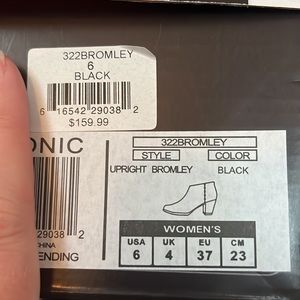 322BROMLEY
6
BLACK
6 16542 29038 2
$159.99
ONIC
322BROMLEY
STYLE COLOR
UPRIGHT BROMLEY BLACK
WOMEN'S
USA UK EU CM
6 4 37 23
29038 2
CHINA
ENDING